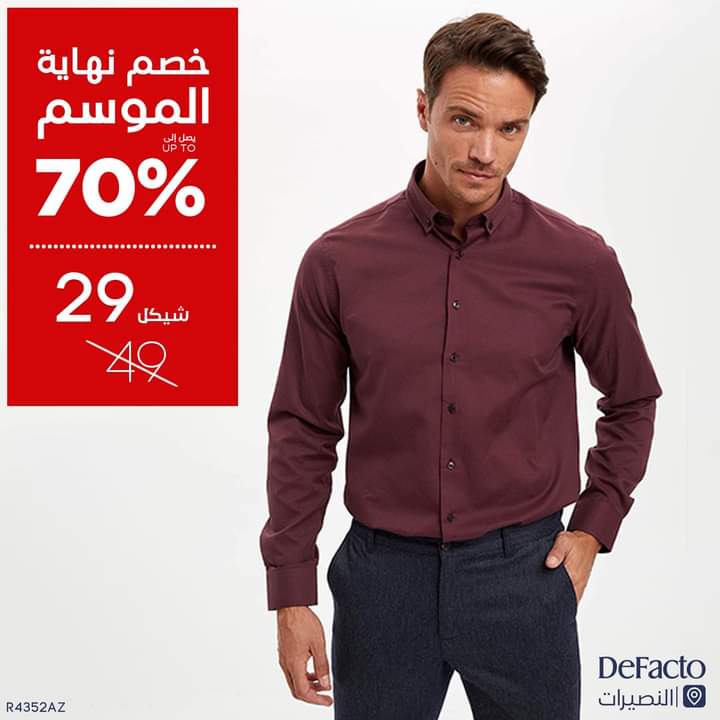 خصم نهاية
الموسم
يصل إلى
UP TO
70%
29 شيكل
49
DeFacto
النصيرات
R4352AZ